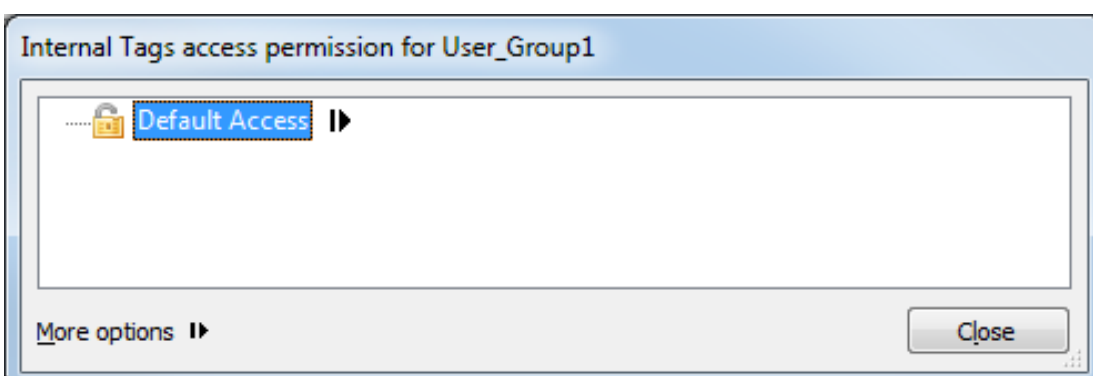 Internal Tags access permission for User_Group1
Default Access
More options
Close